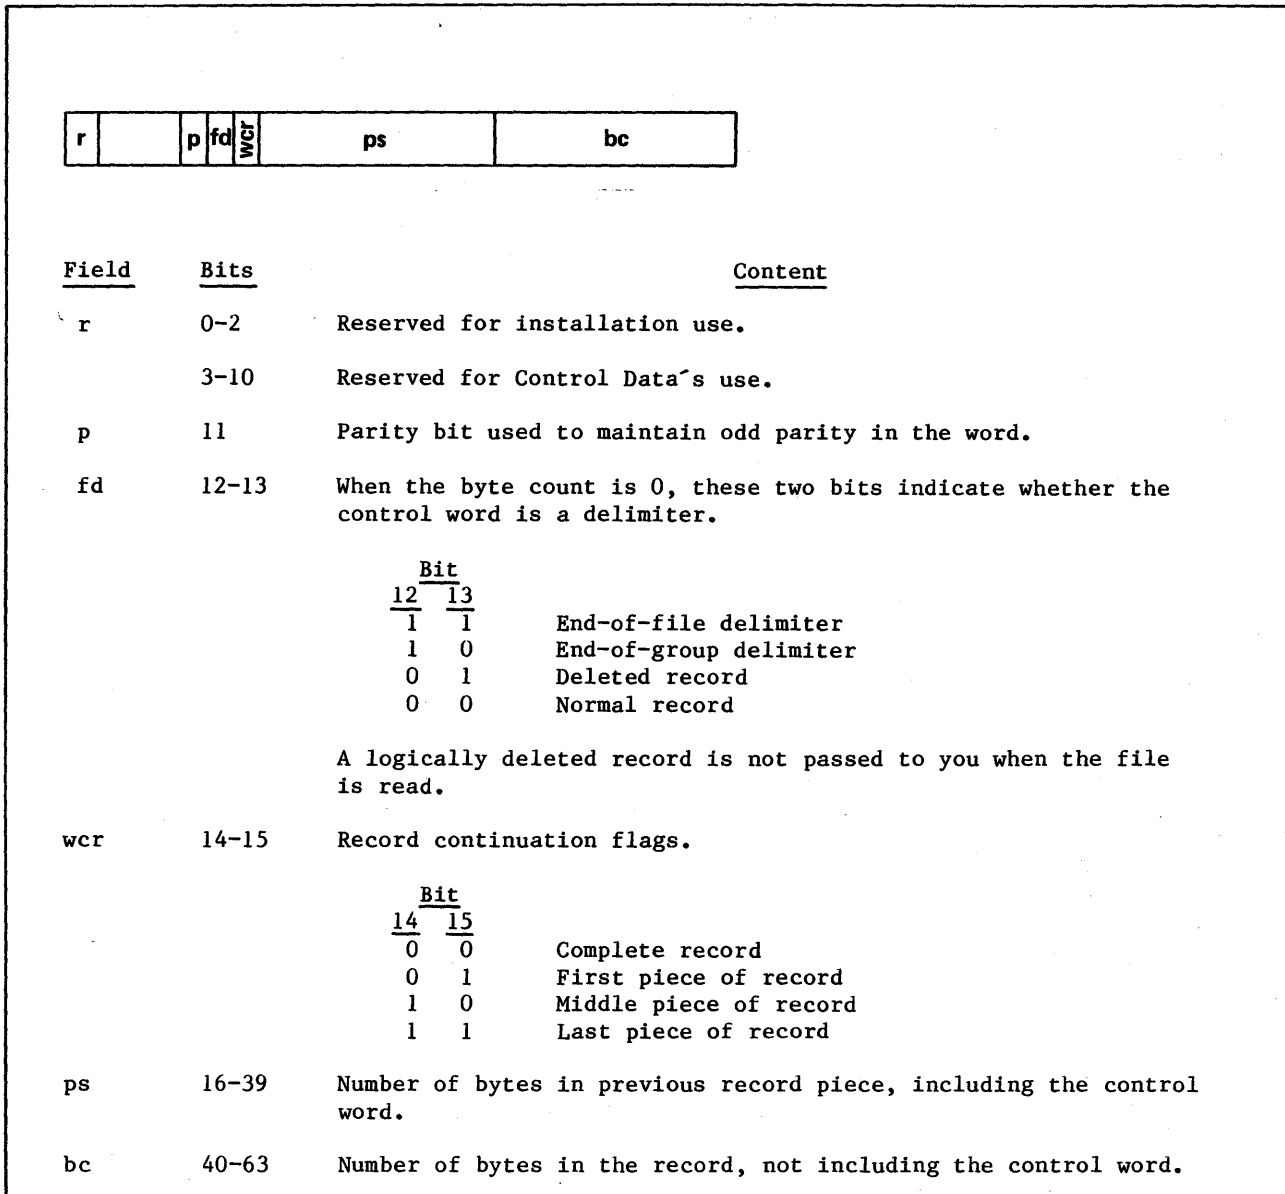 r p fd wcr ps bc
Field Bits Content
r 0-2 Reserved for installation use.
3-10 Reserved for Control Data´s use.
p 11 Parity bit used to maintain odd parity in the word.
fd 12-13 When the byte count is 0, these two bits indicate whether the
control word is a delimiter.
Bit
12 13
1 1 End-of-file delimiter
1 0 End-of-group delimiter
0 1 Deleted record
0 0 Normal record
A logically deleted record is not passed to you when the file
is read.
wcr 14-15 Record continuation flags.
Bit
14 15
0 0 Complete record
0 1 First piece of record
1 0 Middle piece of record
1 1 Last piece of record
ps 16-39 Number of bytes in previous record piece, including the control
word.
bc 40-63 Number of bytes in the record, not including the control word.